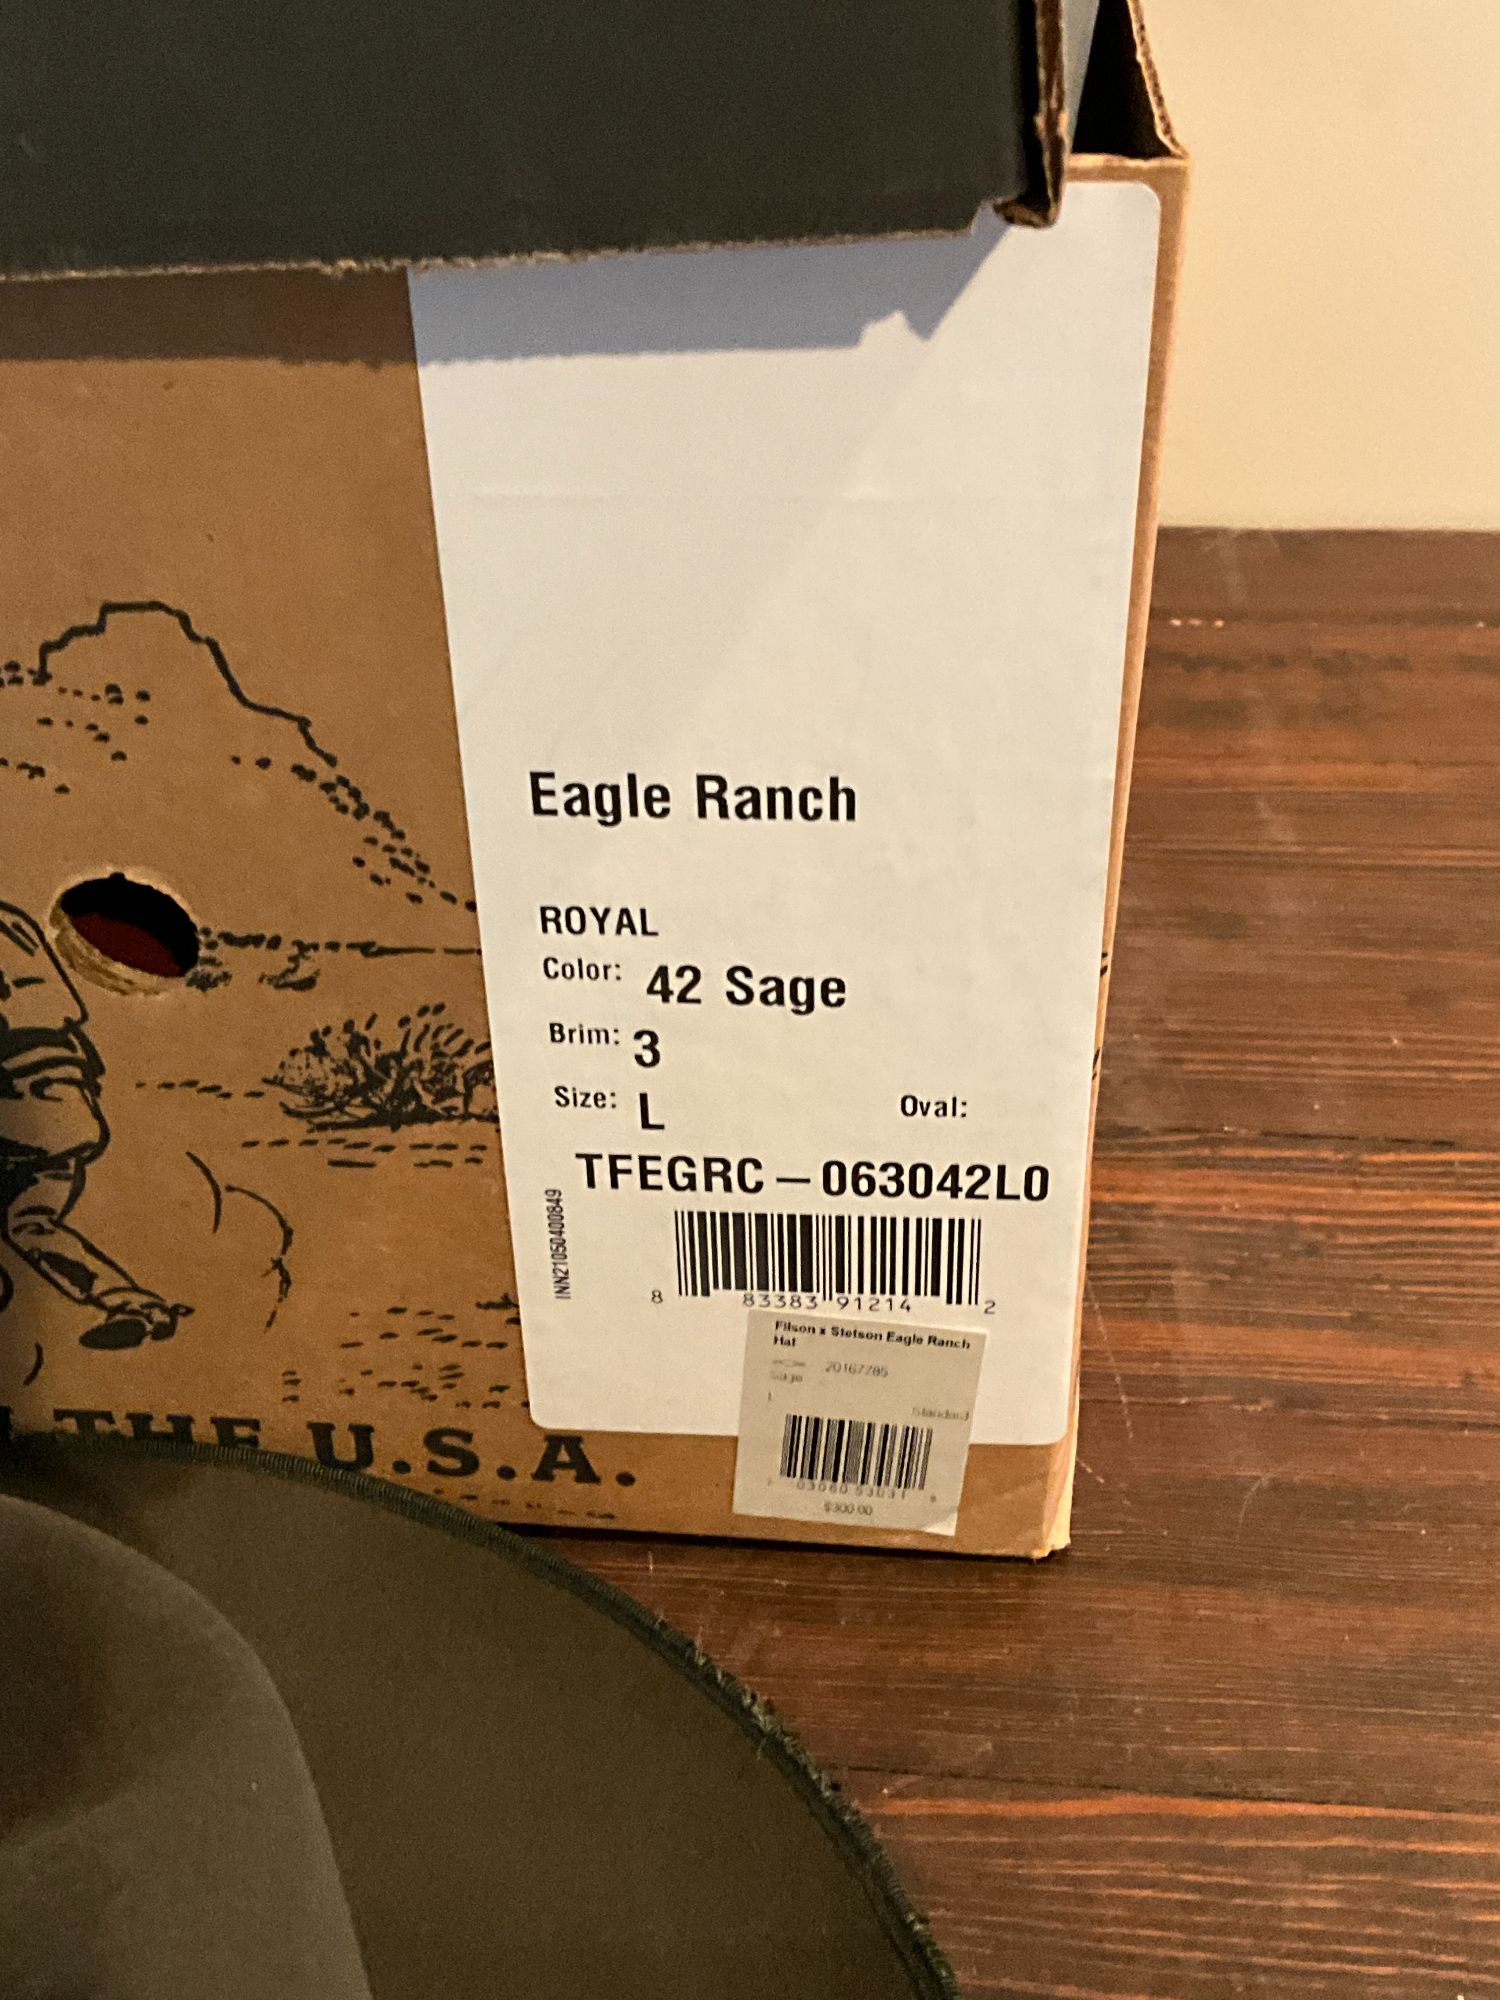 Eagle Ranch
ROYAL
Color: 42 Sage
Brim: 3
Size: L Oval:
TFEGRC – 063042L0
INN21050400849
8 83383 91214 2
Filson x Stetson Eagle Ranch
Hat
20167785
Sage
L
Standard
$300.00
THE U.S.A.